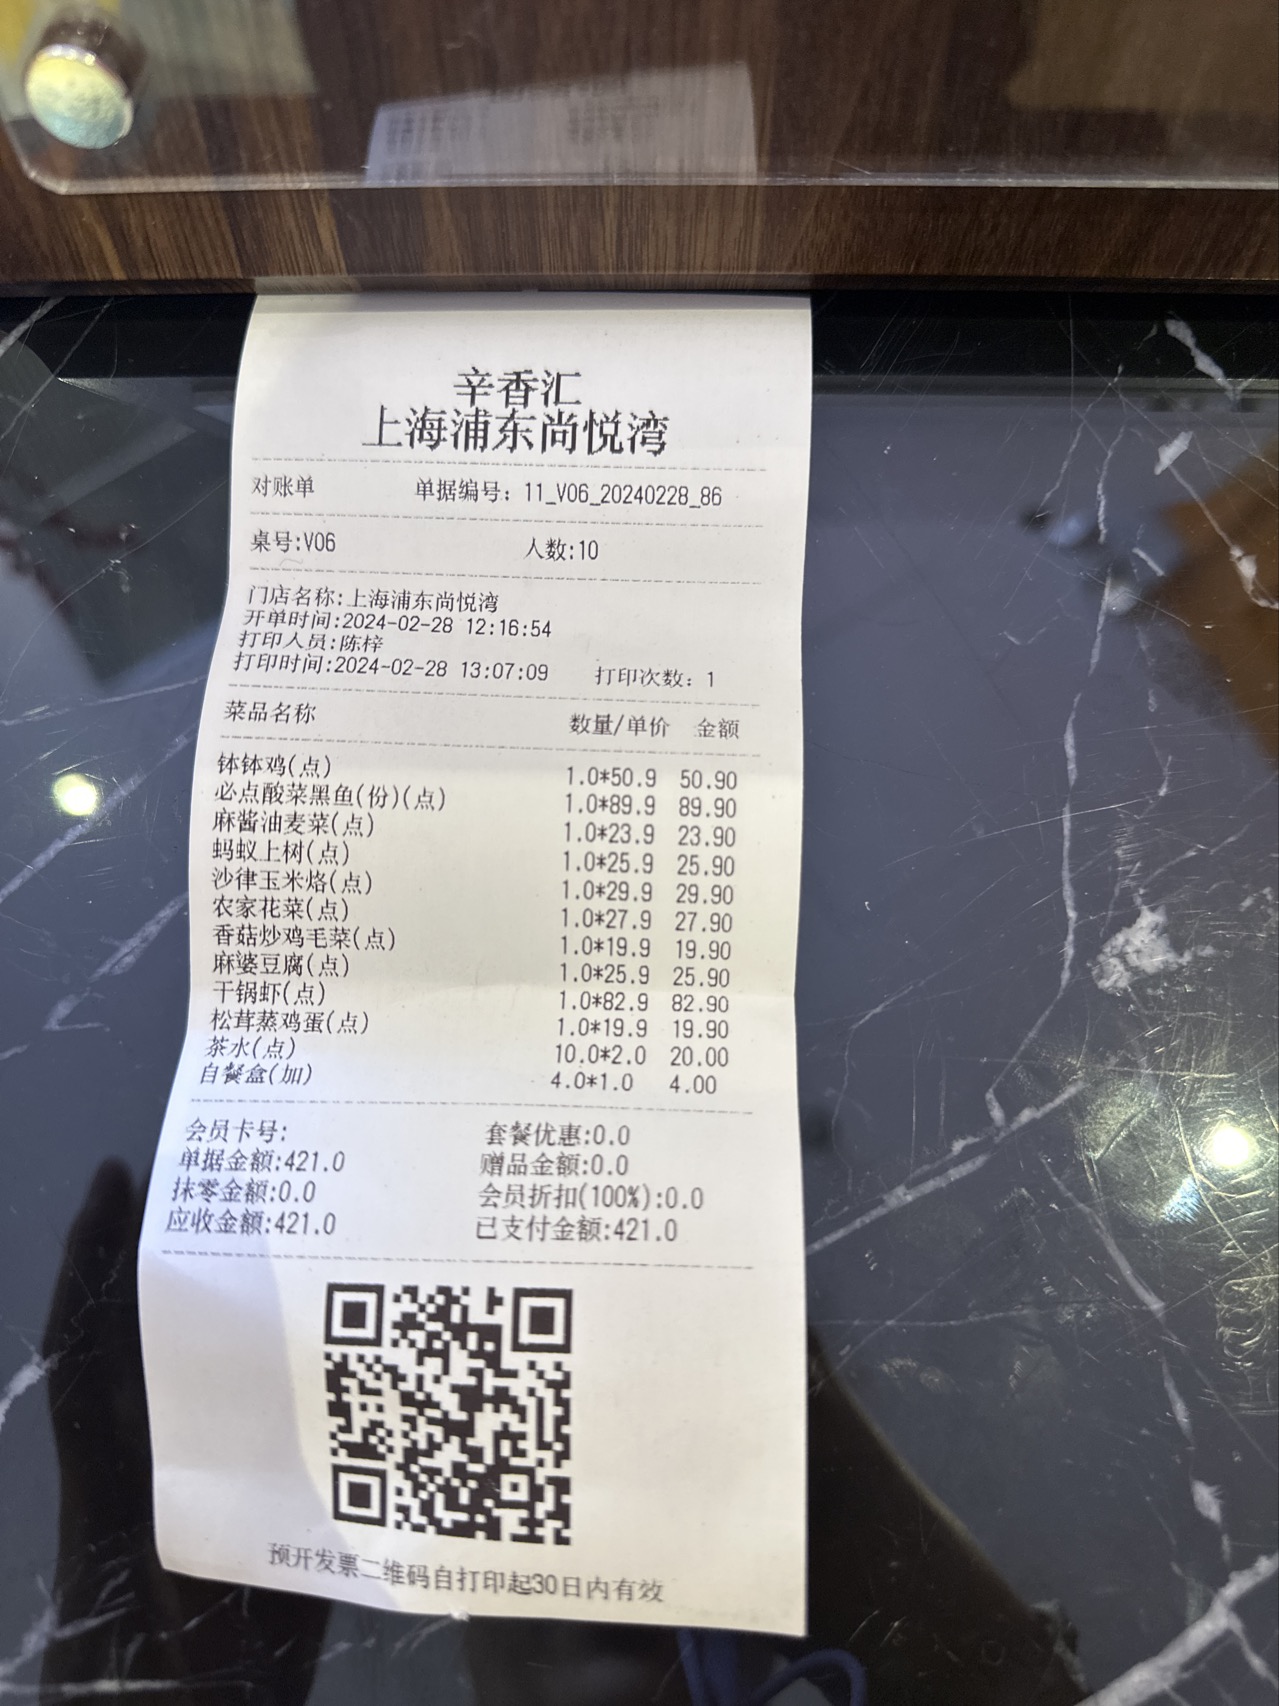 辛香汇
上海浦东尚悦湾
对账单 单据编号: 11_V06_20240228_86
桌号:V06 人数:10
门店名称:上海浦东尚悦湾
开单时间:2024-02-28 12:16:54
打印人员:陈梓
打印时间:2024-02-28 13:07:09 打印次数: 1
菜品名称 数量/单价 金额
钵钵鸡(点) 1.0*50.9 50.90
必点酸菜黑鱼(份)(点) 1.0*89.9 89.90
麻酱油麦菜(点) 1.0*23.9 23.90
蚂蚁上树(点) 1.0*25.9 25.90
沙律玉米烙(点) 1.0*29.9 29.90
农家花菜(点) 1.0*27.9 27.90
香菇炒鸡毛菜(点) 1.0*19.9 19.90
麻婆豆腐(点) 1.0*25.9 25.90
干锅虾(点) 1.0*82.9 82.90
松茸蒸鸡蛋(点) 1.0*19.9 19.90
茶水(点) 10.0*2.0 20.00
自餐盒(加) 4.0*1.0 4.00
会员卡号: 套餐优惠:0.0
单据金额:421.0 赠品金额:0.0
抹零金额:0.0 会员折扣(100%):0.0
应收金额:421.0 已支付金额:421.0
预开发票二维码自打印起30日内有效